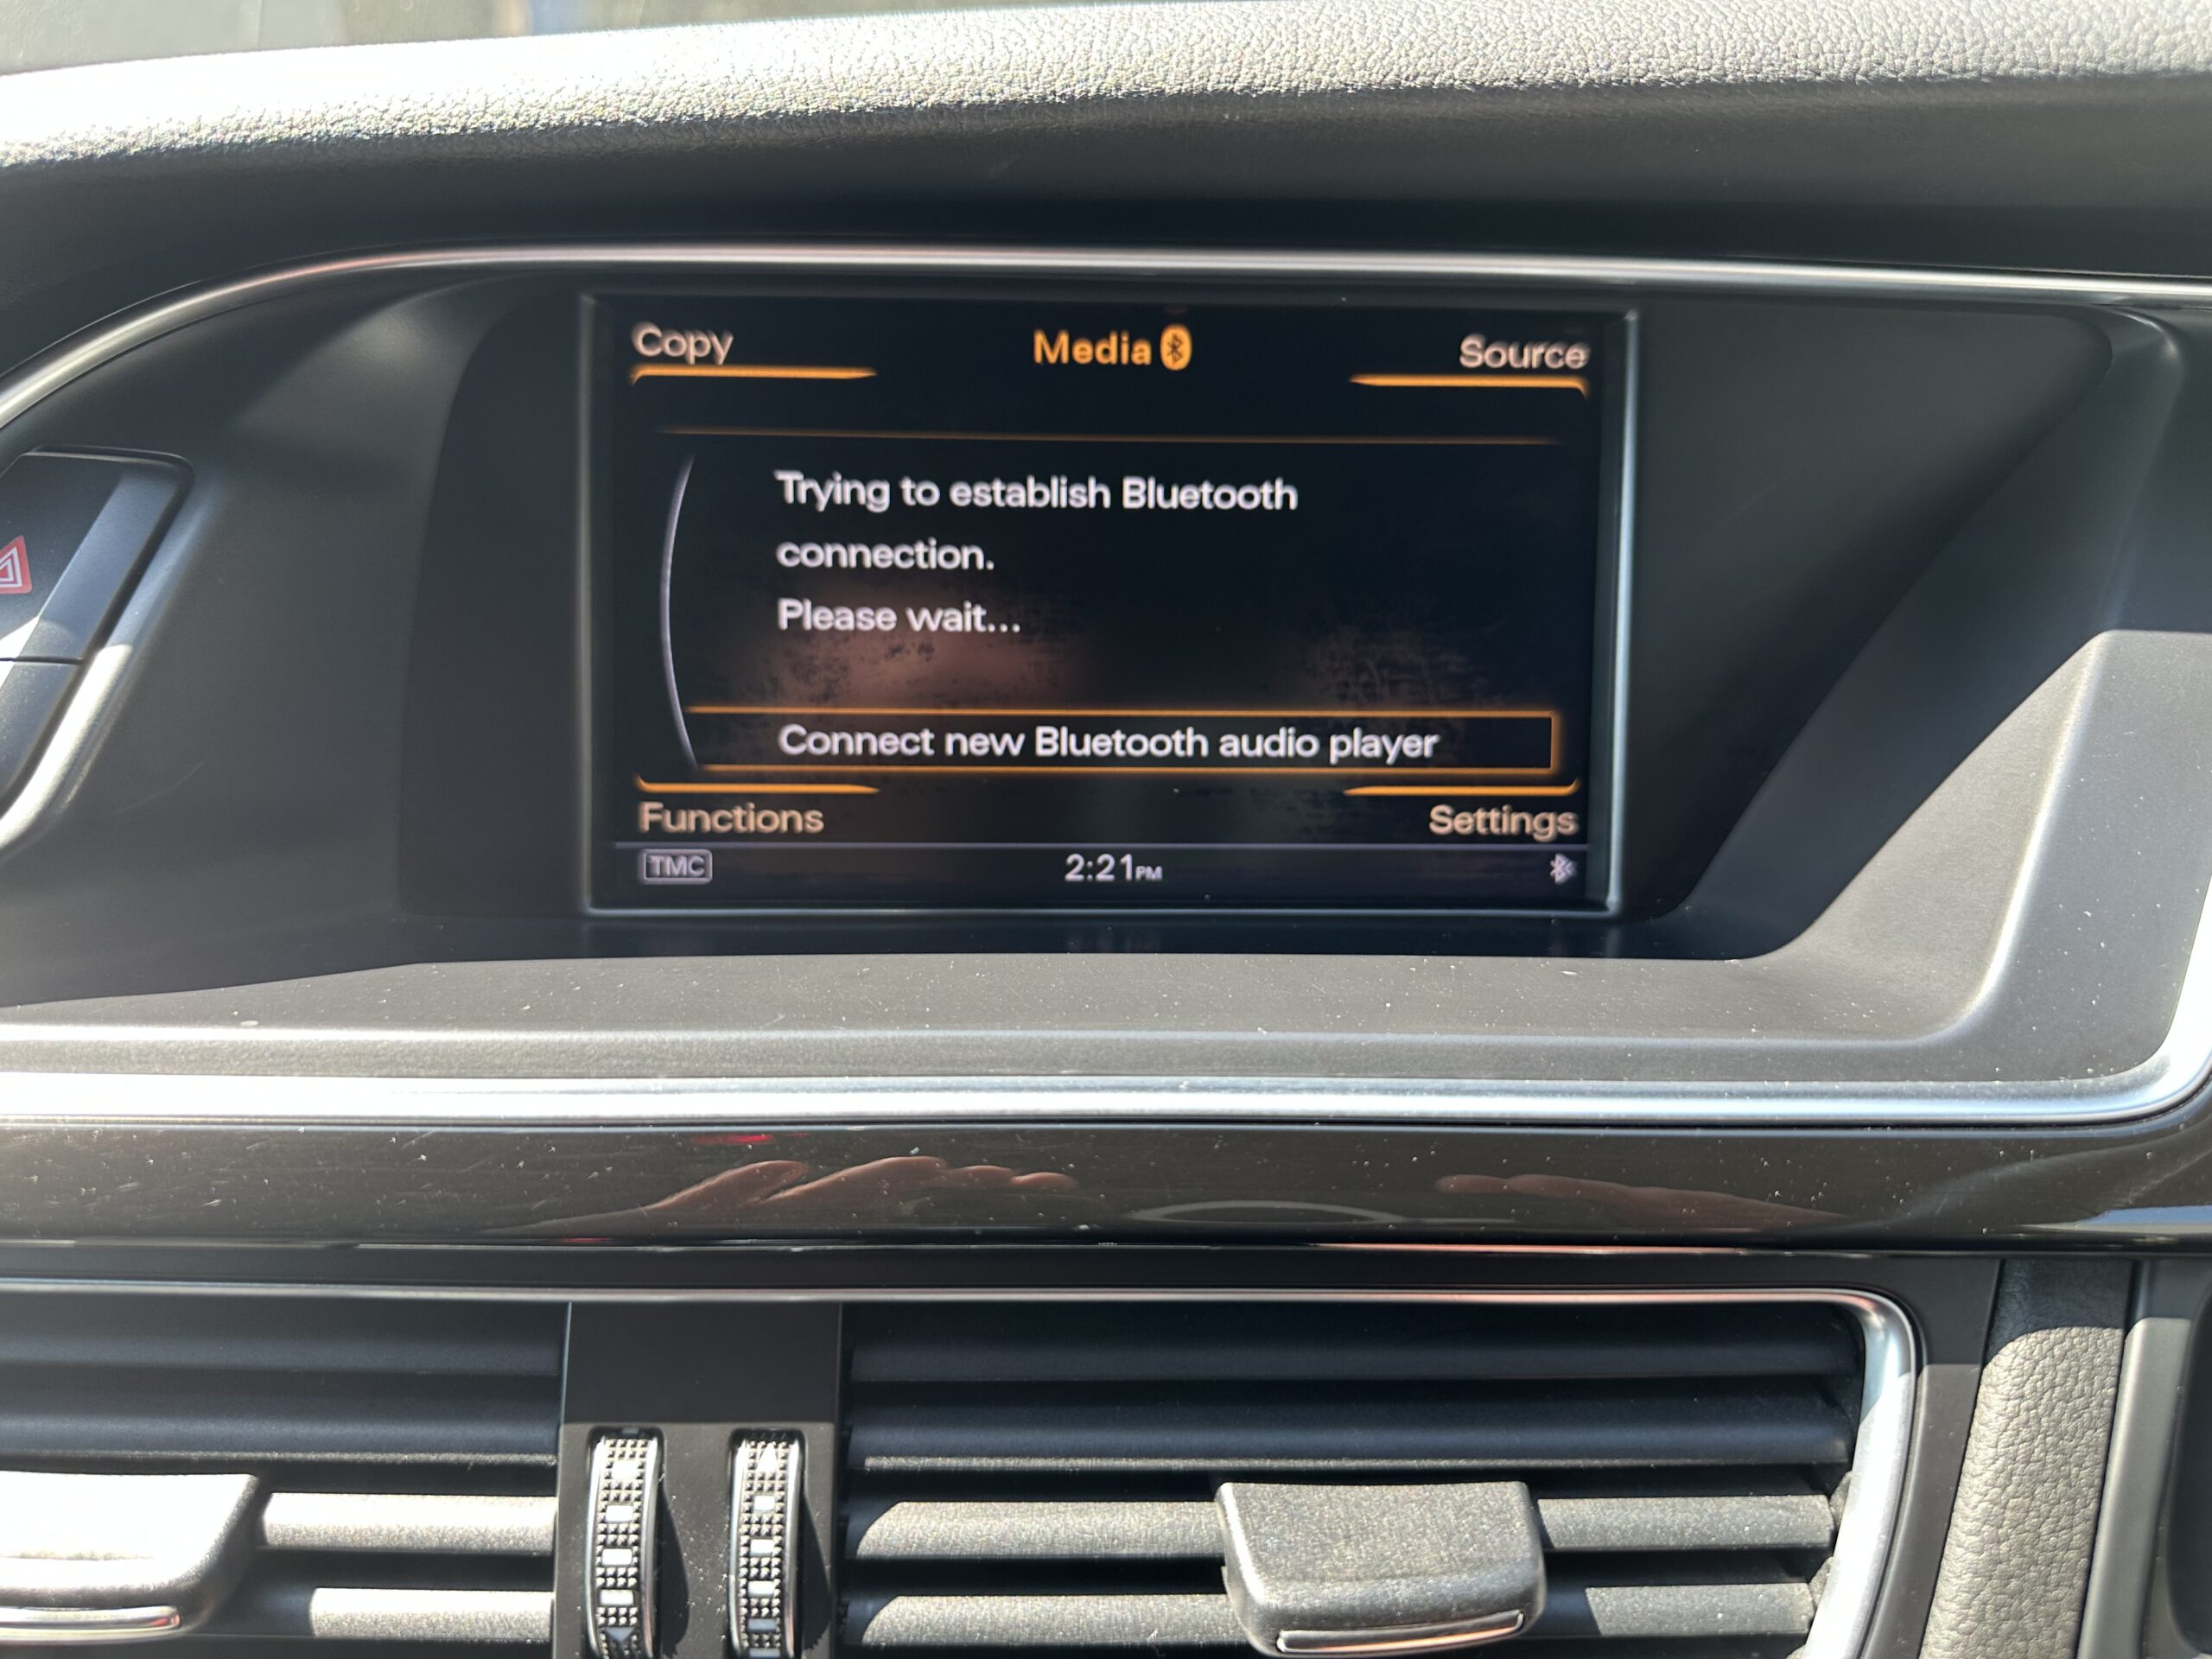 Copy Media Source
Trying to establish Bluetooth
connection.
Please wait...
Connect new Bluetooth audio player
Functions Settings
TMC 2:21PM